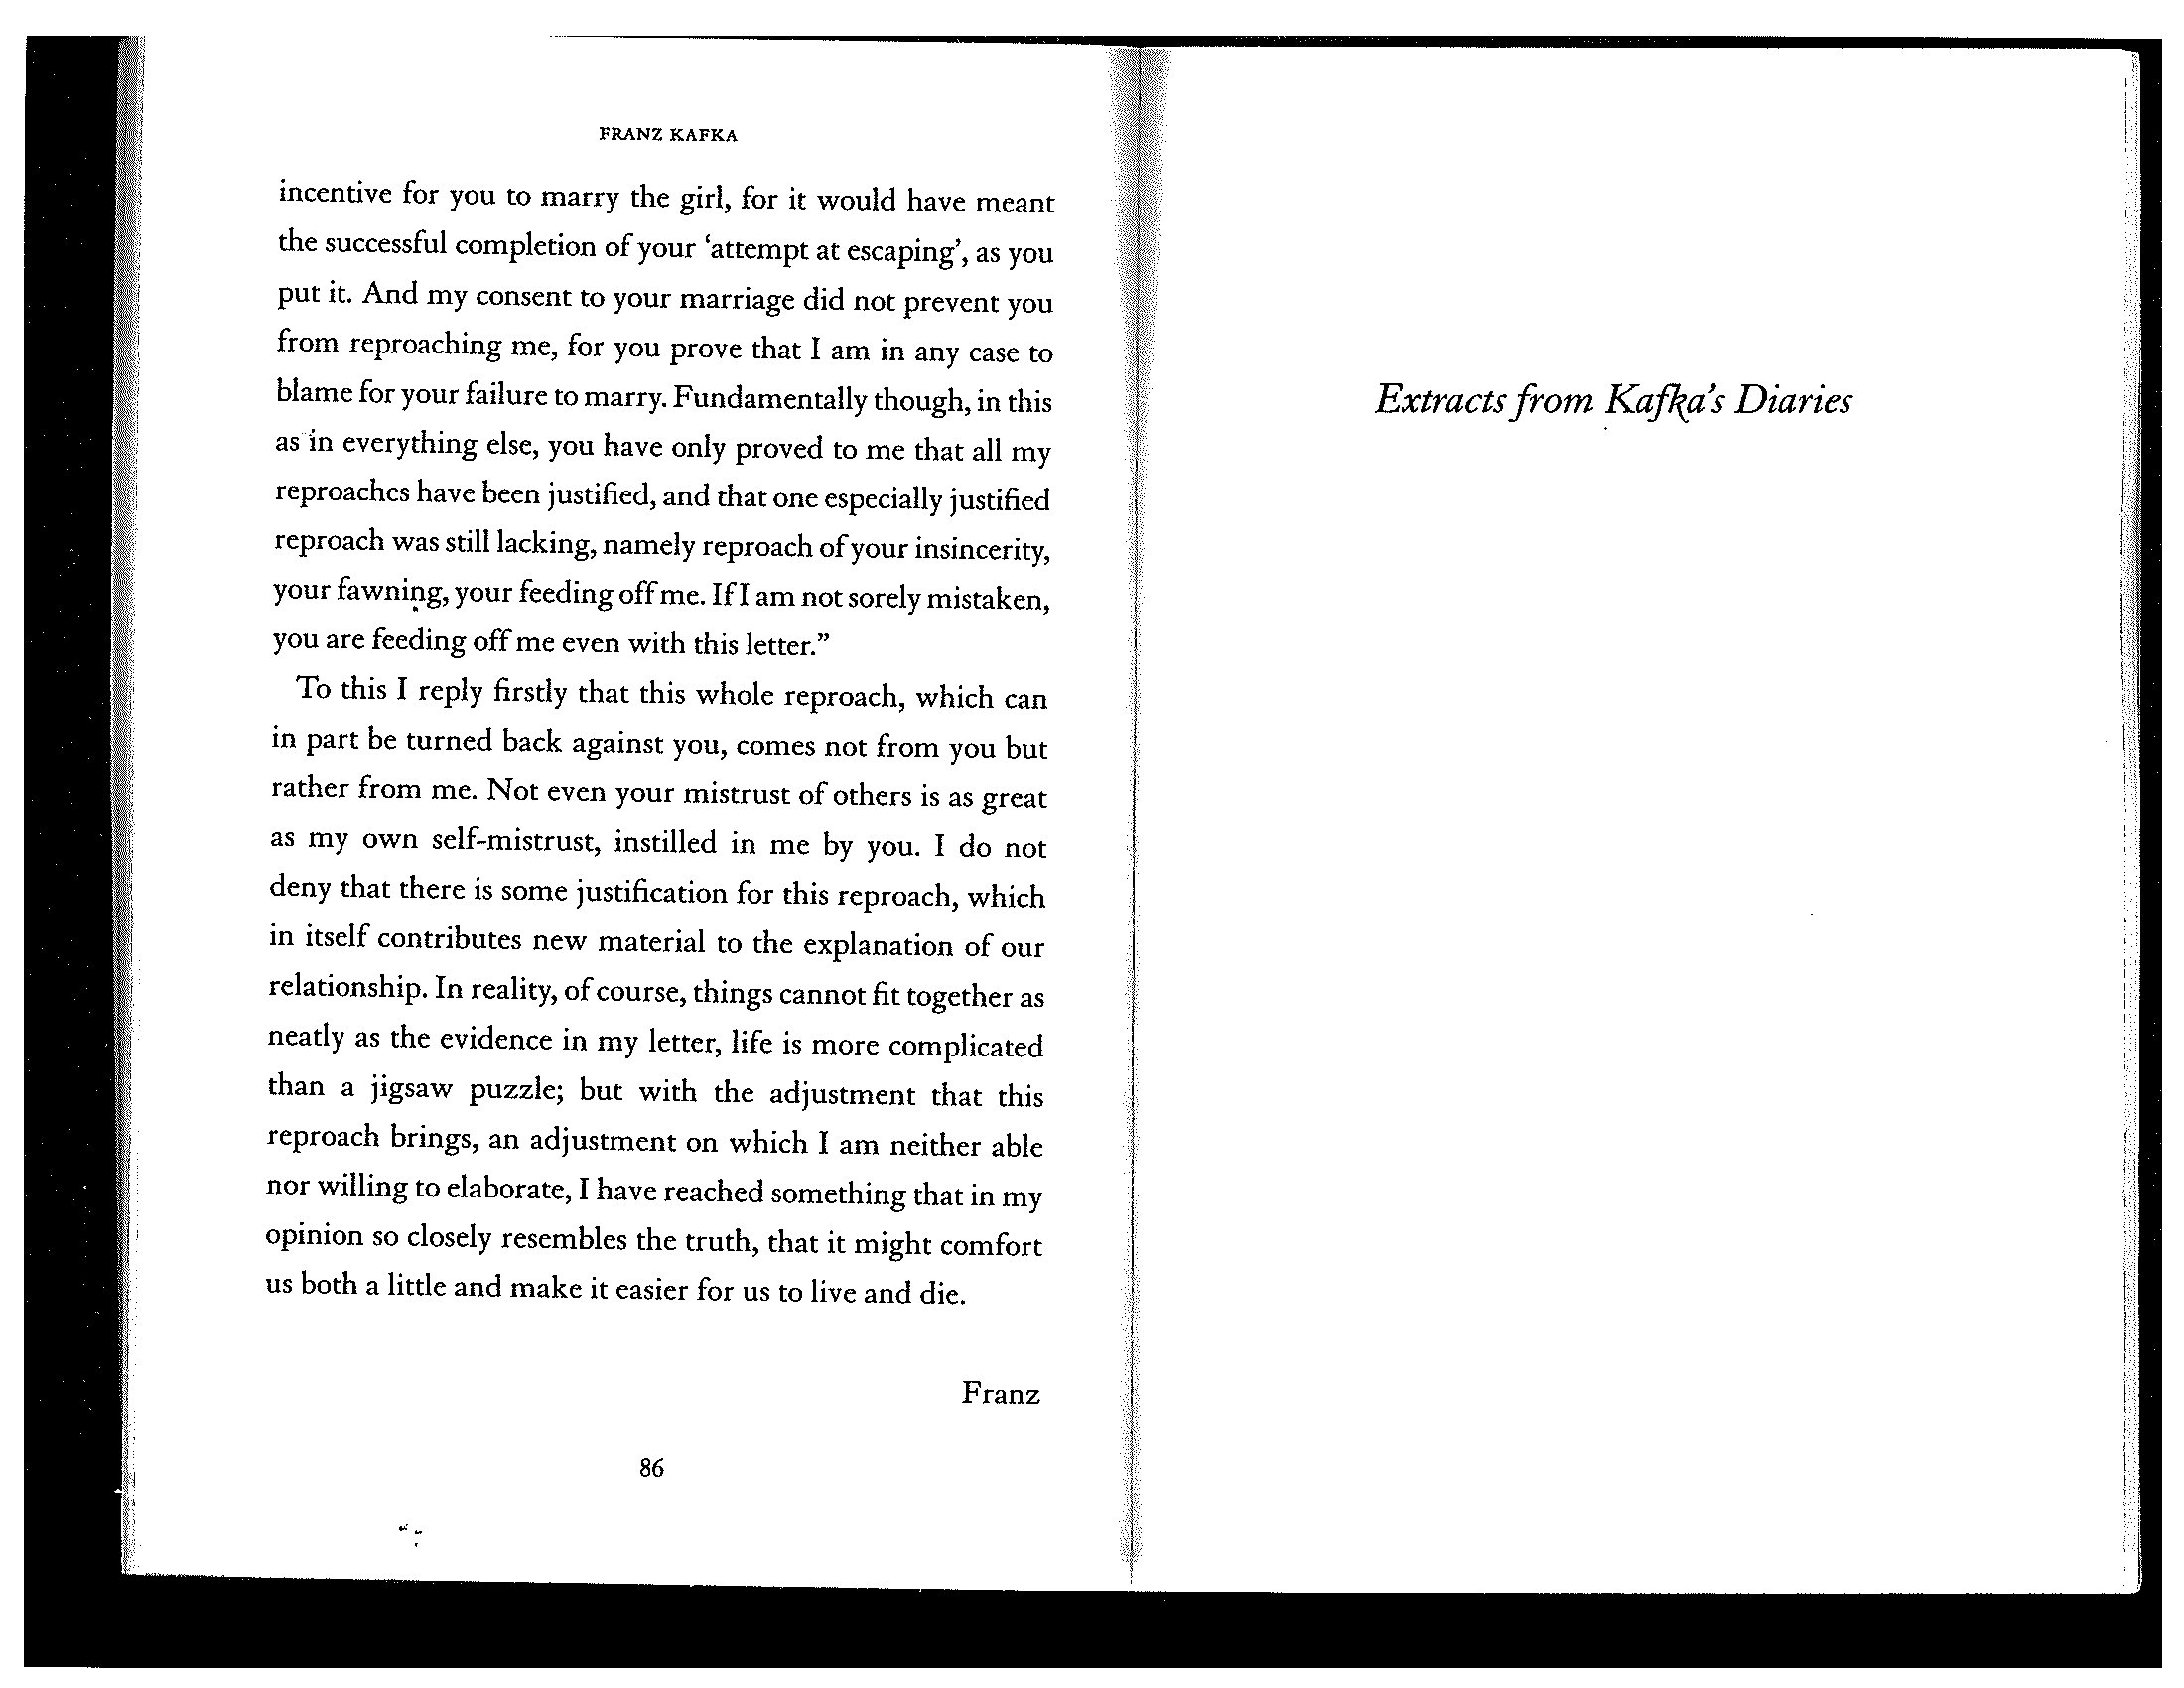 FRANZ KAFKA
incentive for you to marry the girl, for it would have meant
the successful completion of your ‘attempt at escaping’, as you
put it. And my consent to your marriage did not prevent you
from reproaching me, for you prove that I am in any case to
blame for your failure to marry. Fundamentally though, in this
as in everything else, you have only proved to me that all my
reproaches have been justified, and that one especially justified
reproach was still lacking, namely reproach of your insincerity,
your fawning, your feeding off me. If I am not sorely mistaken,
you are feeding off me even with this letter.”
To this I reply firstly that this whole reproach, which can
in part be turned back against you, comes not from you but
rather from me. Not even your mistrust of others is as great
as my own self-mistrust, instilled in me by you. I do not
deny that there is some justification for this reproach, which
in itself contributes new material to the explanation of our
relationship. In reality, of course, things cannot fit together as
neatly as the evidence in my letter, life is more complicated
than a jigsaw puzzle; but with the adjustment that this
reproach brings, an adjustment on which I am neither able
nor willing to elaborate, I have reached something that in my
opinion so closely resembles the truth, that it might comfort
us both a little and make it easier for us to live and die.
Franz
86
Extracts from Kafka's Diaries